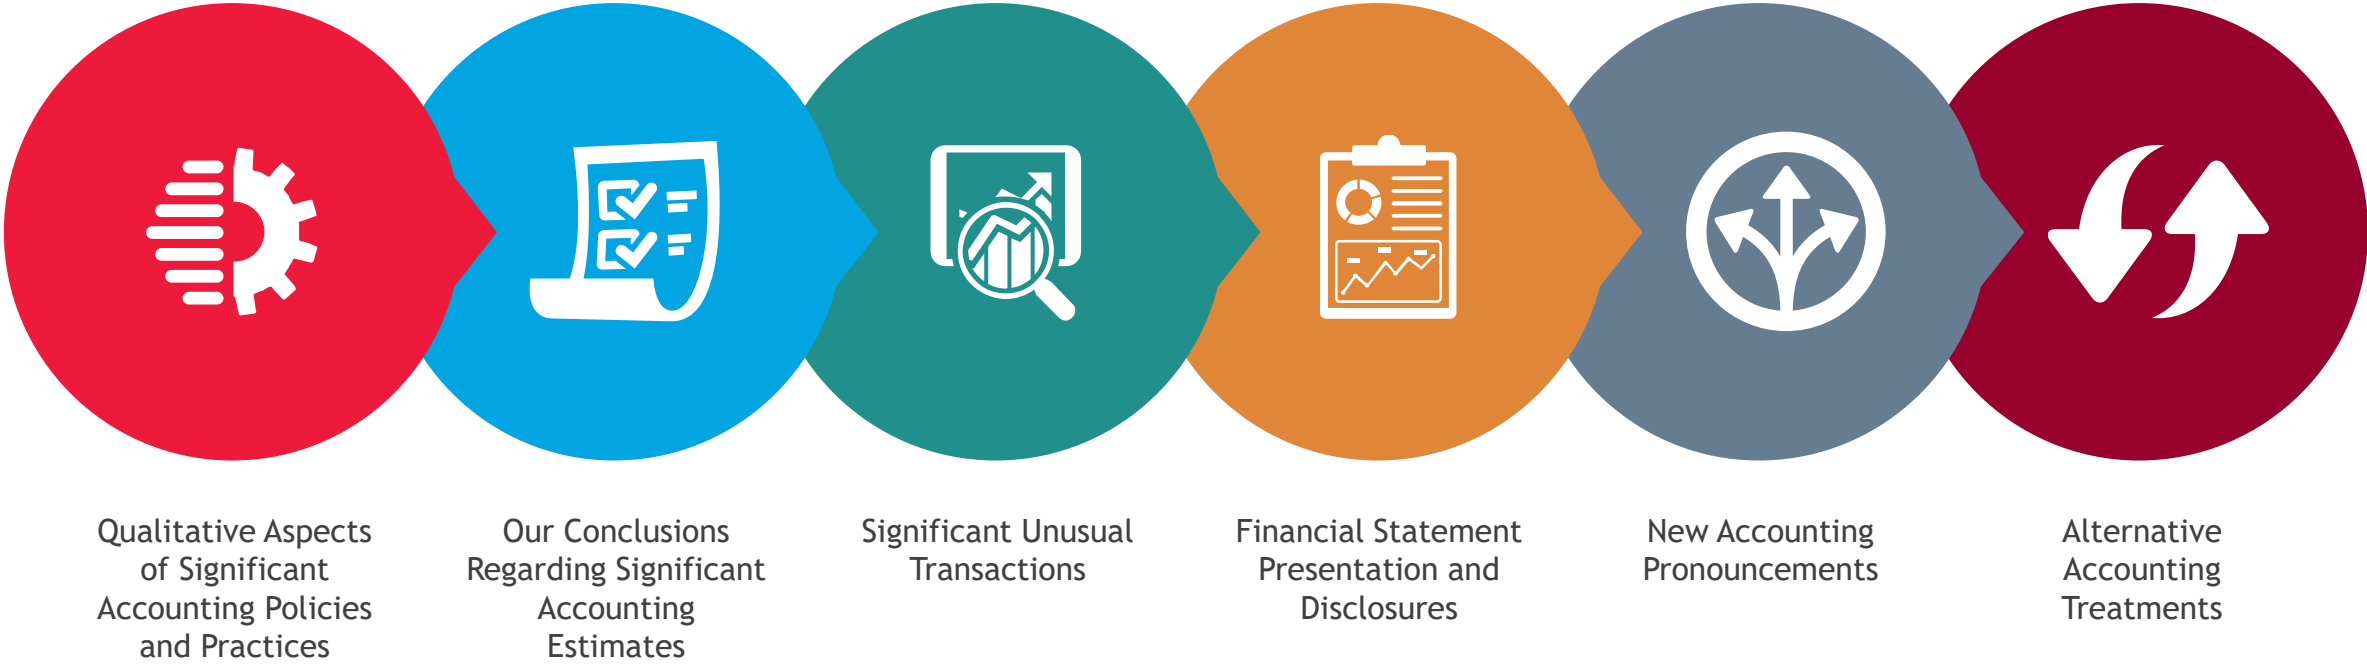 Qualitative Aspects
of Significant
Accounting Policies
and Practices
Our Conclusions
Regarding Significant
Accounting
Estimates
Significant Unusual
Transactions
Financial Statement
Presentation and
Disclosures
New Accounting
Pronouncements
Alternative
Accounting
Treatments